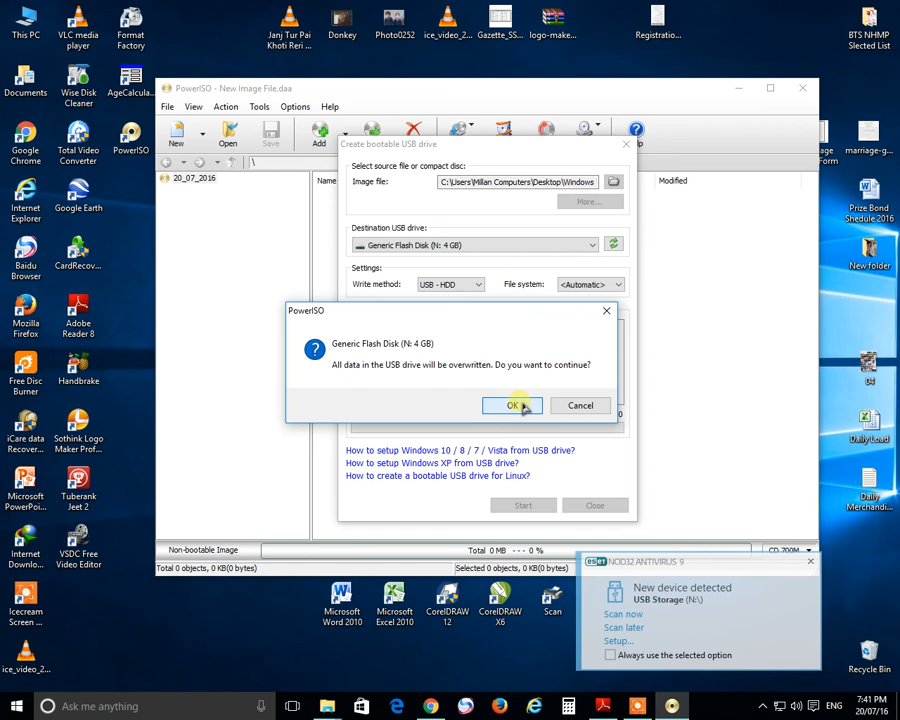 This PC
VLC media
player
Format
Factory
Janj Tur Pai
Khoti Reri ...
Donkey
Photo0252
ice_video_2...
Gazette_SS...
logo-make...
Registratio...
BTS NHMP
Slected List
Documents
Wise Disk
Cleaner
AgeCalcula...
Google
Chrome
Total Video
Converter
PowerISO
Internet
Explorer
Google Earth
Baidu
Browser
CardRecov...
Mozilla
Firefox
Adobe
Reader 8
Free Disc
Burner
Handbrake
iCare data
Recover...
Sothink Logo
Maker Prof...
Microsoft
PowerPoi...
Tuberank
Jeet 2
Internet
Downlo...
VSDC Free
Video Editor
Icecream
Screen ...
ice_video_2...
PowerISO - New Image File.daa
File View Action Tools Options Help
New
Open
Save
Add
\
20_07_2016
Name
Modified
Create bootable USB drive
Select source file or compact disc:
Image file:
C:\Users\Millan Computers\Desktop\Windows
More...
Destination USB drive:
Generic Flash Disk (N: 4 GB)
Settings:
Write method:
USB - HDD
File system:
<Automatic>
PowerISO
Generic Flash Disk (N: 4 GB)
All data in the USB drive will be overwritten. Do you want to continue?
OK
Cancel
How to setup Windows 10 / 8 / 7 / Vista from USB drive?
How to setup Windows XP from USB drive?
How to create a bootable USB drive for Linux?
Start
Close
Non-bootable Image
Total 0 MB --- 0 %
CD 700M
Total 0 objects, 0 KB(0 bytes)
Selected 0 objects, 0 KB(0 bytes)
Form
marriage-g...
Prize Bond
Shedule 2016
New folder
04
Daily Load
Daily
Merchandi...
Recycle Bin
Microsoft
Word 2010
Microsoft
Excel 2010
CorelDRAW
12
CorelDRAW
X6
Scan
eset NOD32 ANTIVIRUS 9
New device detected
USB Storage (N:\)
Scan now
Scan later
Setup...
Always use the selected option
Ask me anything
ENG
7:41 PM
20/07/16